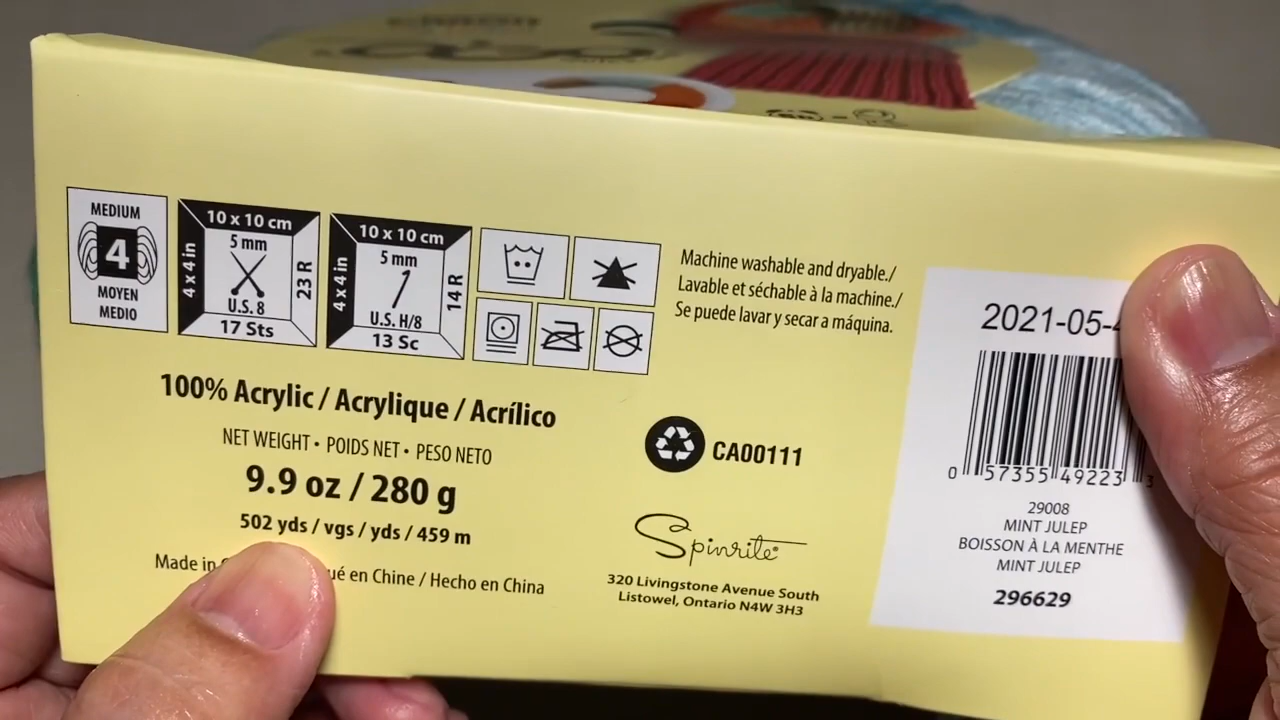 MEDIUM
4
MOYEN
MEDIO
10 x 10 cm
4 x 4 in
5 mm
U.S. 8
23 R
17 Sts
10 x 10 cm
4 x 4 in
5 mm
U.S. H/8
14 R
13 Sc
Machine washable and dryable./
Lavable et séchable à la machine./
Se puede lavar y secar a máquina.
100% Acrylic / Acrylique / Acrílico
NET WEIGHT • POIDS NET • PESO NETO
9.9 oz / 280 g
502 yds / vgs / yds / 459 m
Made in en Chine / Hecho en China
CA00111
Spinrite
320 Livingstone Avenue South
Listowel, Ontario N4W 3H3
2021-05-
0 57355 49223 3
29008
MINT JULEP
BOISSON À LA MENTHE
MINT JULEP
296629